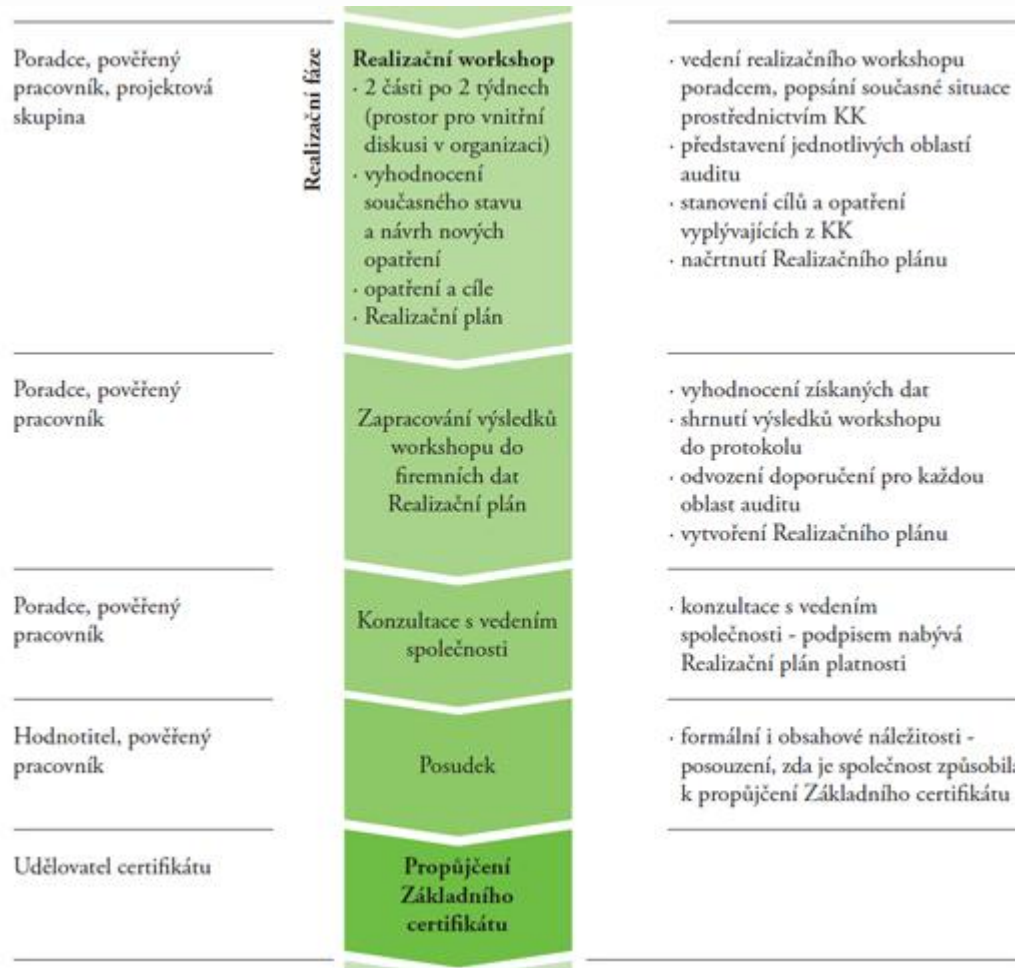 Poradce, pověřený
pracovník, projektová
skupina
Realizační fáze
Realizační workshop
· 2 části po 2 týdnech
(prostor pro vnitřní
diskusi v organizaci)
· vyhodnocení
současného stavu
a návrh nových
opatření
· opatření a cíle
· Realizační plán
· vedení realizačního workshopu
poradcem, popsání současné situace
prostřednictvím KK
· představení jednotlivých oblastí
auditu
· stanovení cílů a opatření
vyplývajících z KK
· načrtnutí Realizačního plánu
Poradce, pověřený
pracovník
Zapracování výsledků
workshopu do
firemních dat
Realizační plán
· vyhodnocení získaných dat
· shrnutí výsledků workshopu
do protokolu
· odvození doporučení pro každou
oblast auditu
· vytvoření Realizačního plánu
Poradce, pověřený
pracovník
Konzultace s vedením
společnosti
· konzultace s vedením
společnosti - podpisem nabývá
Realizační plán platnosti
Hodnotitel, pověřený
pracovník
Posudek
· formální i obsahové náležitosti -
posouzení, zda je společnost způsobilá
k propůjčení Základního certifikátu
Udělovatel certifikátu
Propůjčení
Základního
certifikátu